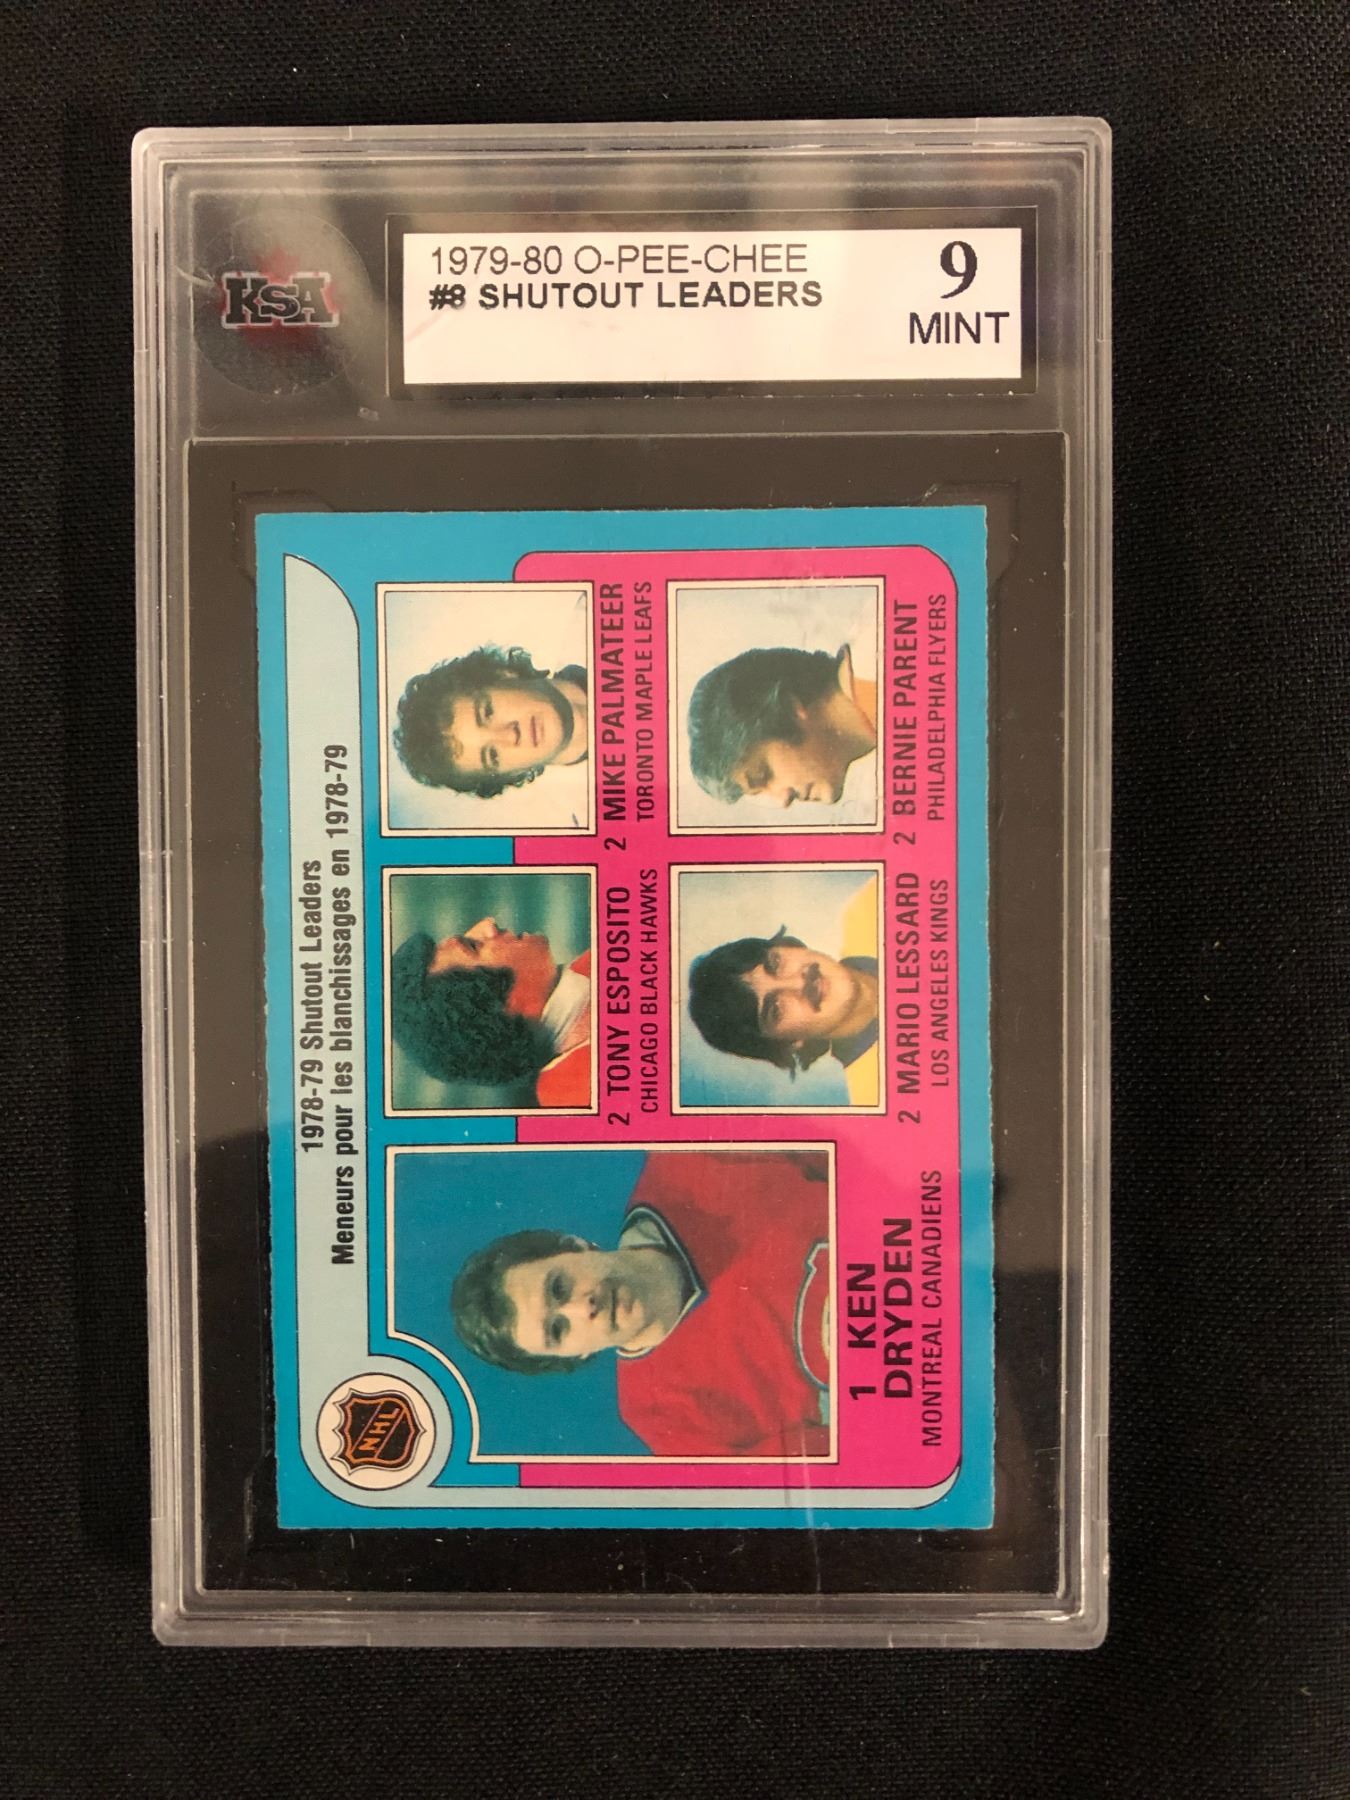 KSA
1979-80 O-PEE-CHEE
#8 SHUTOUT LEADERS
9
MINT
1978-79 Shutout Leaders
Meneurs pour les blanchissages en 1978-79
NHL
1 KEN
DRYDEN
MONTREAL CANADIENS
2 TONY ESPOSITO
CHICAGO BLACK HAWKS
2 MIKE PALMATEER
TORONTO MAPLE LEAFS
2 MARIO LESSARD
LOS ANGELES KINGS
2 BERNIE PARENT
PHILADELPHIA FLYERS